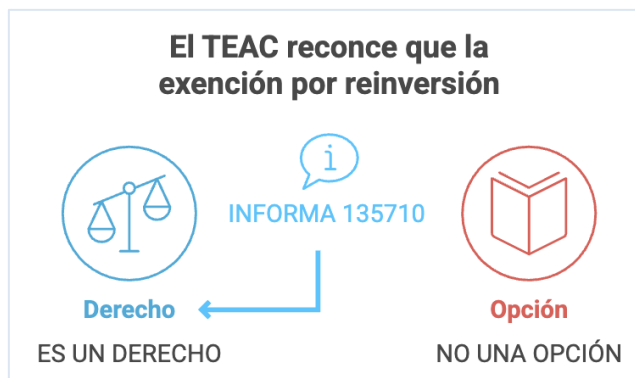 El TEAC reconce que la
exención por reinversión
i
INFORMA 135710
Derecho
Opción
ES UN DERECHO
NO UNA OPCIÓN